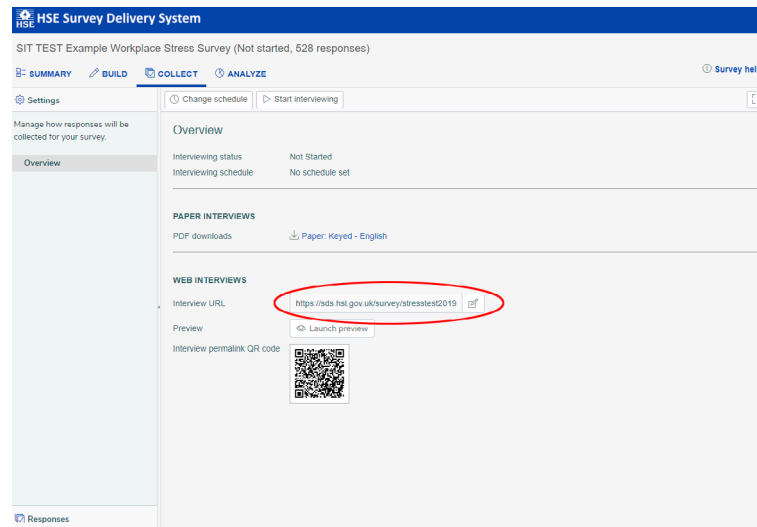 HSE HSE Survey Delivery System
SIT TEST Example Workplace Stress Survey (Not started, 528 responses)
SUMMARY BUILD COLLECT ANALYZE
Survey hel
Settings
Change schedule Start interviewing
Manage how responses will be
collected for your survey.
Overview
Overview
Interviewing status Not Started
Interviewing schedule No schedule set
PAPER INTERVIEWS
PDF downloads Paper: Keyed - English
WEB INTERVIEWS
Interview URL https://sds.hsl.gov.uk/survey/stresstest2019
Preview Launch preview
Interview permalink QR code
Responses